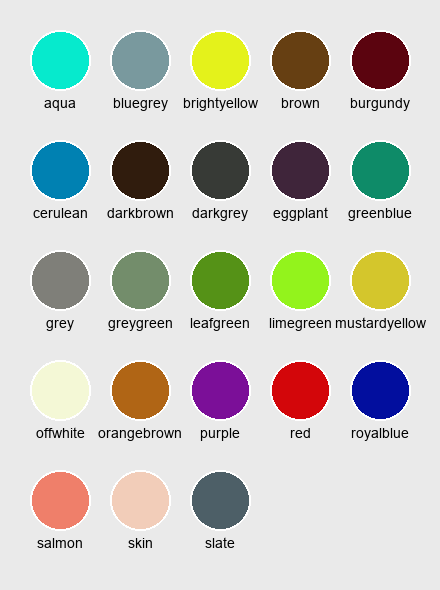 aqua bluegrey brightyellow brown burgundy
cerulean darkbrown darkgrey eggplant greenblue
grey greygreen leafgreen limegreen mustardyellow
offwhite orangebrown purple red royalblue
salmon skin slate